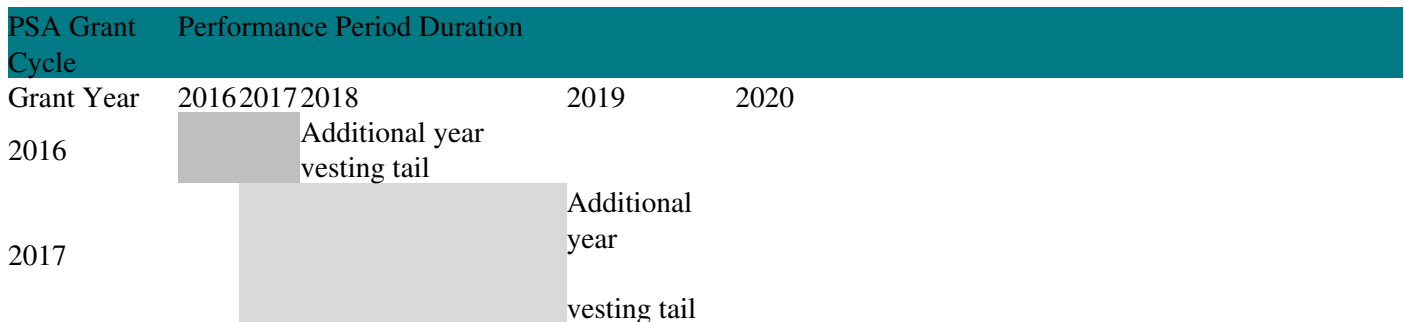 PSA Grant Performance Period Duration
Cycle
Grant Year 2016 2017 2018 2019 2020
2016
Additional year
vesting tail
2017
Additional
year
vesting tail